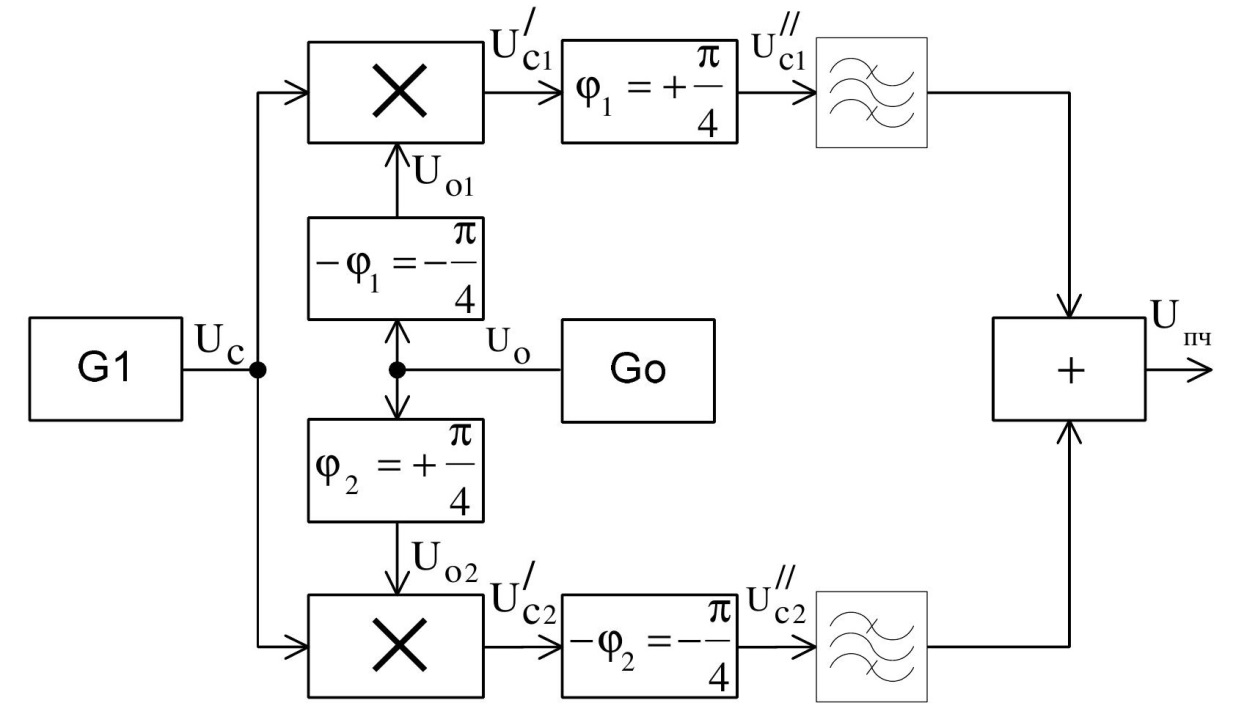 U′c1
U″c1
φ1 = + π/4
Uo1
−φ1 = − π/4
G1
Uc
Uo
Go
+
Uпч
φ2 = + π/4
Uo2
U′c2
U″c2
−φ2 = − π/4